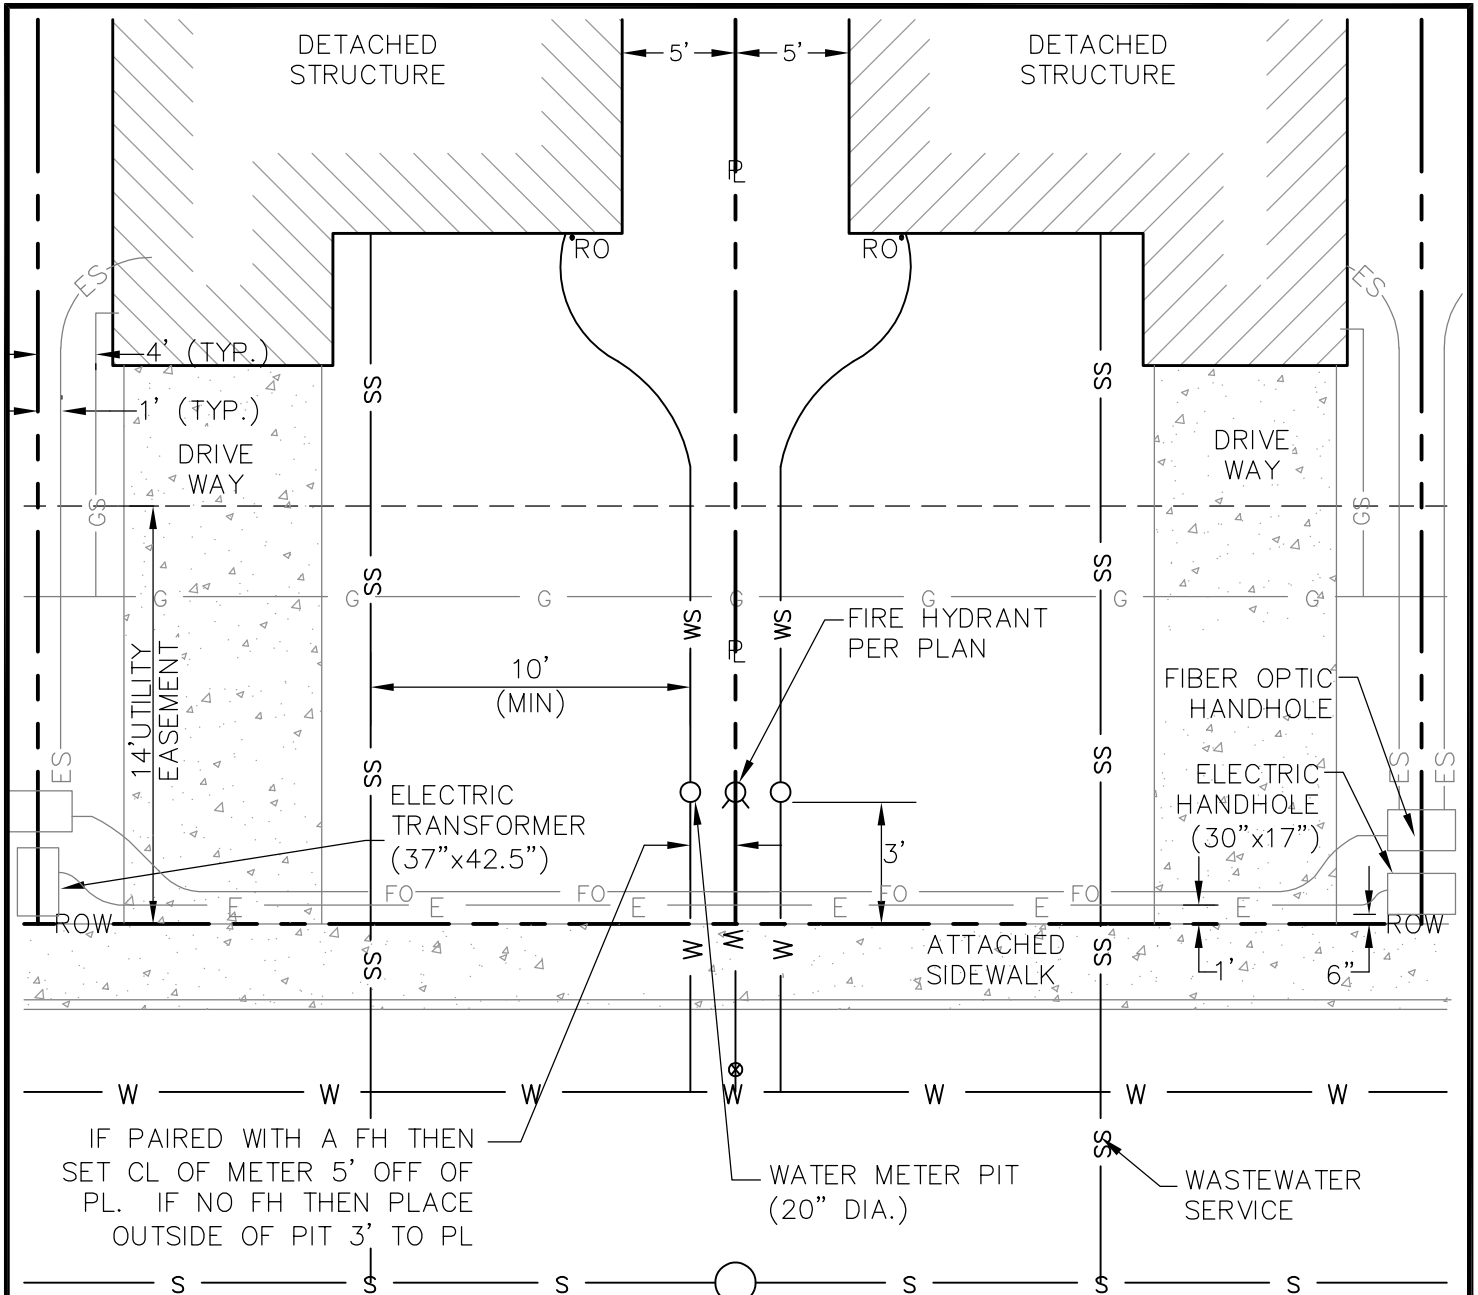 DETACHED
STRUCTURE
5' 5'
DETACHED
STRUCTURE
PL
RO RO
ES ES ES
4' (TYP.)
SS SS
1' (TYP.)
DRIVE
WAY
DRIVE
WAY
GS GS
SS SS
G G G G G G G
WS WS
FIRE HYDRANT
PER PLAN
PL
10'
(MIN)
14'UTILITY
EASEMENT
FIBER OPTIC
HANDHOLE
ES ES ES
SS SS
ELECTRIC
HANDHOLE
(30"x17")
ELECTRIC
TRANSFORMER
(37"x42.5")
3'
FO FO FO FO
E E E E E E
ROW ROW
W W W
SS SS
ATTACHED
SIDEWALK
1' 6"
W W W W W W W
IF PAIRED WITH A FH THEN
SET CL OF METER 5' OFF OF
PL. IF NO FH THEN PLACE
OUTSIDE OF PIT 3' TO PL
WATER METER PIT
(20" DIA.)
SS
WASTEWATER
SERVICE
S S S S S S